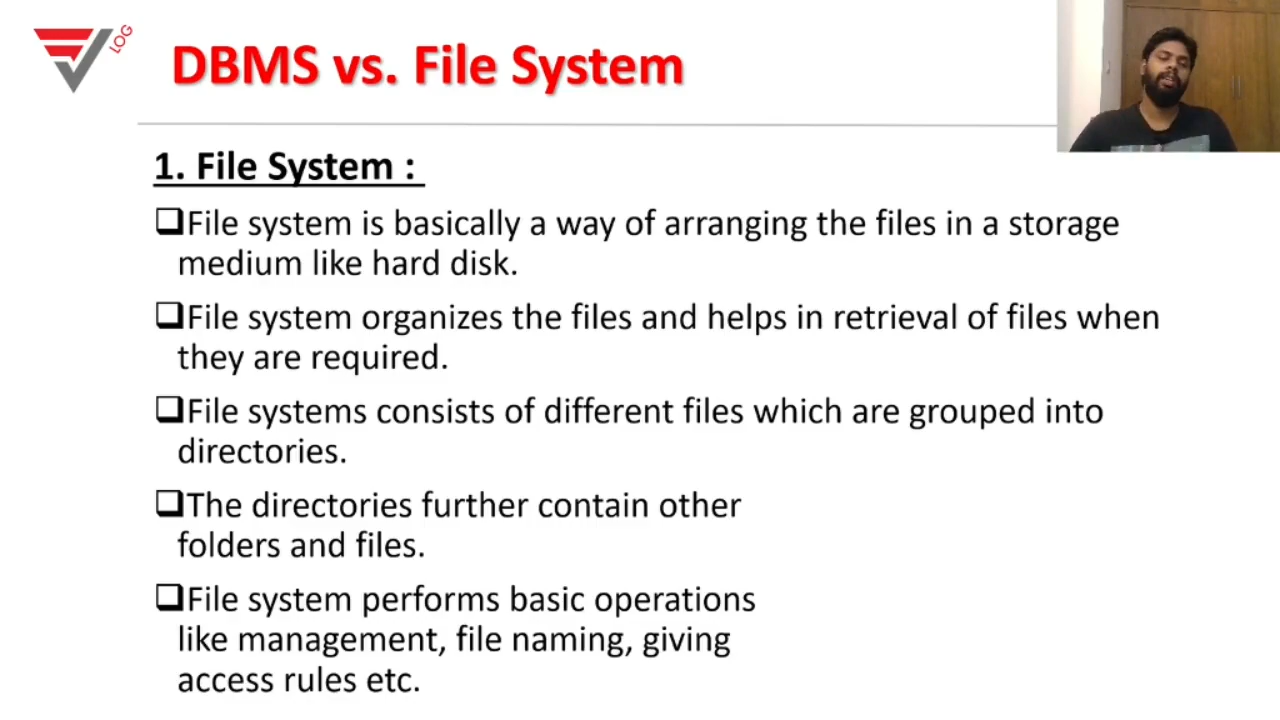 LOG
DBMS vs. File System
1. File System :
❑File system is basically a way of arranging the files in a storage
medium like hard disk.
❑File system organizes the files and helps in retrieval of files when
they are required.
❑File systems consists of different files which are grouped into
directories.
❑The directories further contain other
folders and files.
❑File system performs basic operations
like management, file naming, giving
access rules etc.